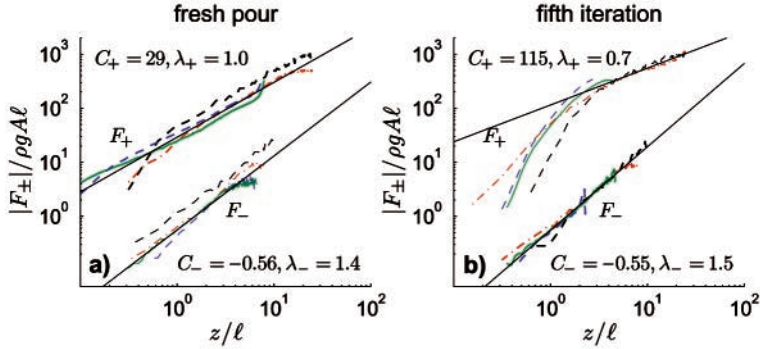 fresh pour
fifth iteration
|F±|/ρgAℓ
10³
10²
10¹
10⁰
C₊ = 29, λ₊ = 1.0
F₊
F₋
a)
C₋ = −0.56, λ₋ = 1.4
10⁰
10¹
10²
z/ℓ
|F±|/ρgAℓ
10³
10²
10¹
10⁰
C₊ = 115, λ₊ = 0.7
F₊
F₋
b)
C₋ = −0.55, λ₋ = 1.5
10⁰
10¹
10²
z/ℓ